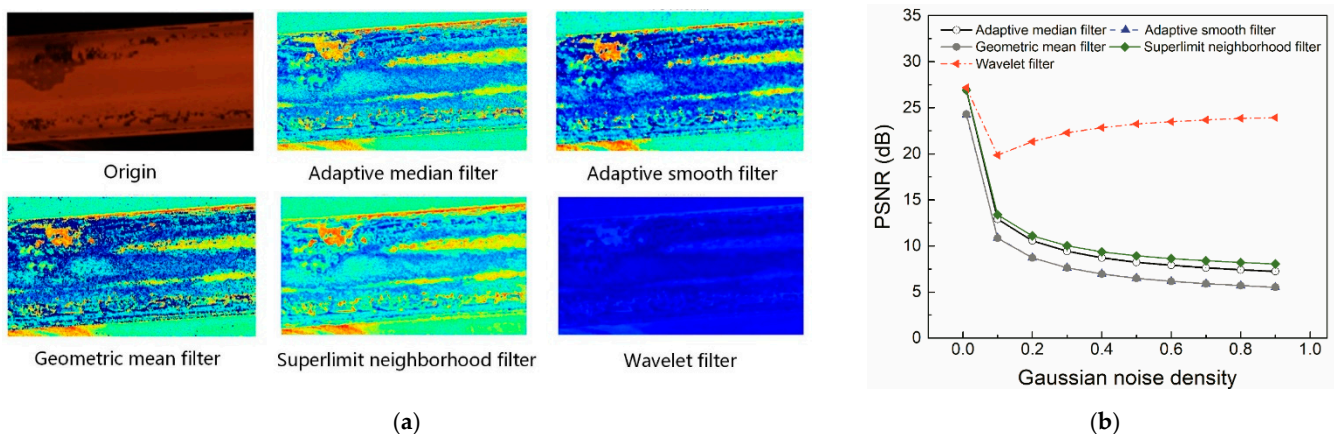 Origin
Adaptive median filter
Adaptive smooth filter
Geometric mean filter
Superlimit neighborhood filter
Wavelet filter
(a)
35
30
25
20
15
10
5
0
PSNR (dB)
Adaptive median filter
Adaptive smooth filter
Geometric mean filter
Superlimit neighborhood filter
Wavelet filter
0.0 0.2 0.4 0.6 0.8 1.0
Gaussian noise density
(b)